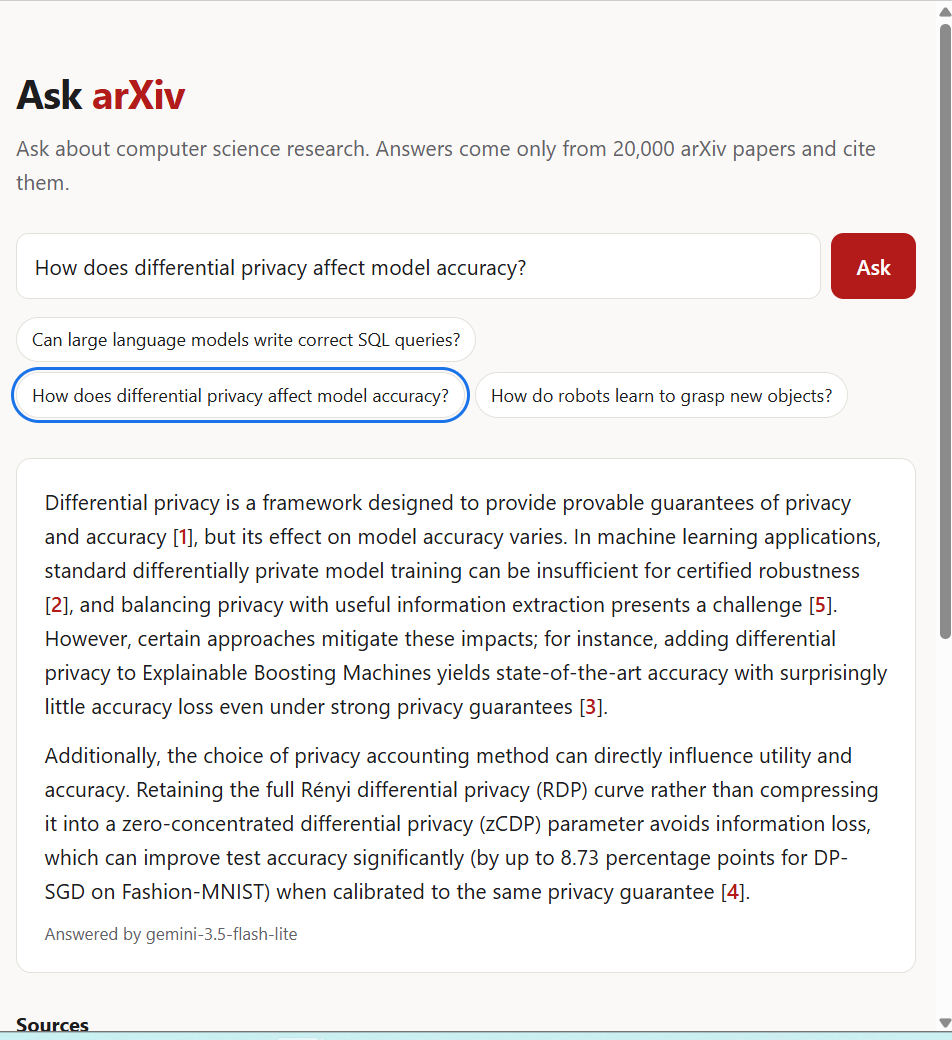 Ask arXiv
Ask about computer science research. Answers come only from 20,000 arXiv papers and cite
them.
How does differential privacy affect model accuracy?
Ask
Can large language models write correct SQL queries?
How does differential privacy affect model accuracy?
How do robots learn to grasp new objects?
Differential privacy is a framework designed to provide provable guarantees of privacy
and accuracy [1], but its effect on model accuracy varies. In machine learning applications,
standard differentially private model training can be insufficient for certified robustness
[2], and balancing privacy with useful information extraction presents a challenge [5].
However, certain approaches mitigate these impacts; for instance, adding differential
privacy to Explainable Boosting Machines yields state-of-the-art accuracy with surprisingly
little accuracy loss even under strong privacy guarantees [3].
Additionally, the choice of privacy accounting method can directly influence utility and
accuracy. Retaining the full Rényi differential privacy (RDP) curve rather than compressing
it into a zero-concentrated differential privacy (zCDP) parameter avoids information loss,
which can improve test accuracy significantly (by up to 8.73 percentage points for DP-
SGD on Fashion-MNIST) when calibrated to the same privacy guarantee [4].
Answered by gemini-3.5-flash-lite
Sources